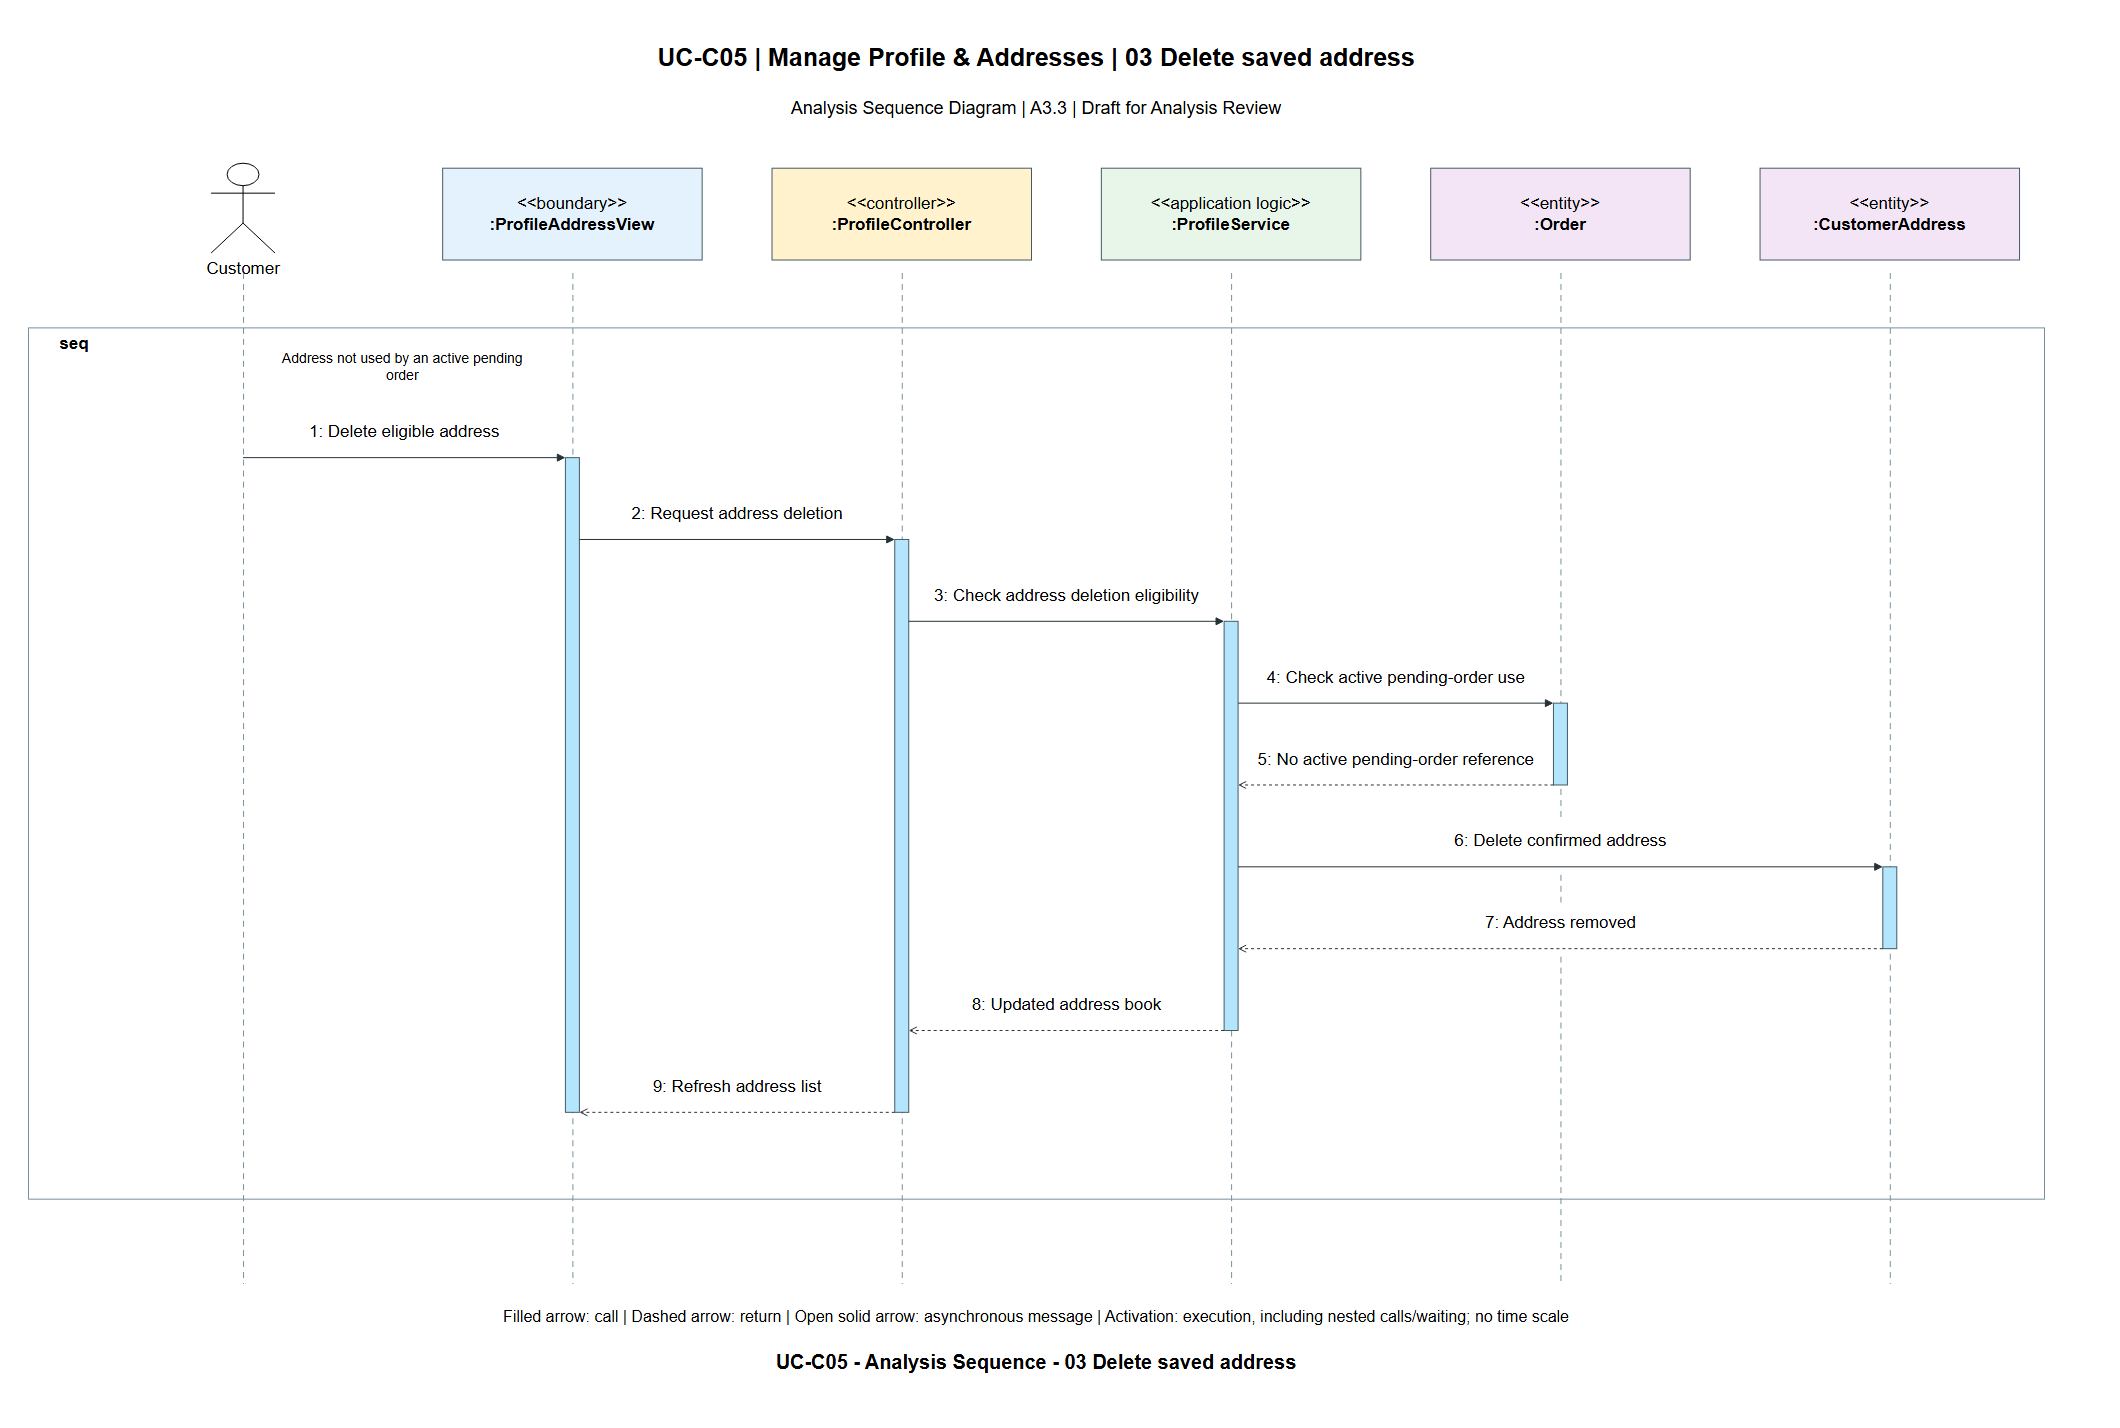 UC-C05 | Manage Profile & Addresses | 03 Delete saved address
Analysis Sequence Diagram | A3.3 | Draft for Analysis Review
Customer
<<boundary>>
:ProfileAddressView
<<controller>>
:ProfileController
<<application logic>>
:ProfileService
<<entity>>
:Order
<<entity>>
:CustomerAddress
seq
Address not used by an active pending
order
1: Delete eligible address
2: Request address deletion
3: Check address deletion eligibility
4: Check active pending-order use
5: No active pending-order reference
6: Delete confirmed address
7: Address removed
8: Updated address book
9: Refresh address list
Filled arrow: call | Dashed arrow: return | Open solid arrow: asynchronous message | Activation: execution, including nested calls/waiting; no time scale
UC-C05 - Analysis Sequence - 03 Delete saved address